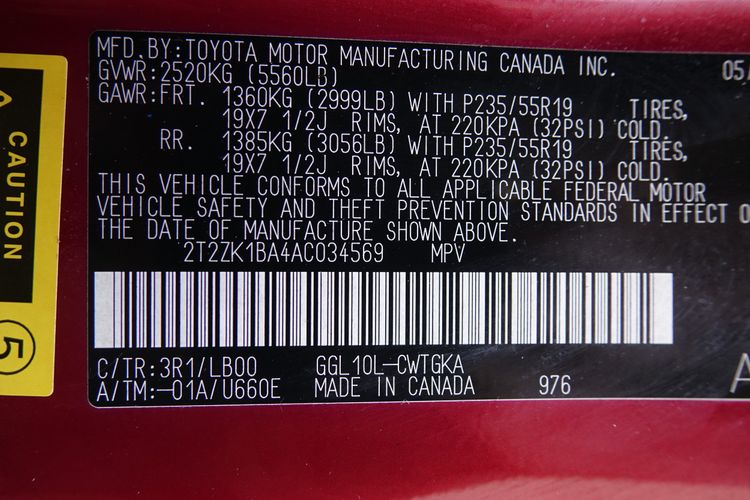 MFD.BY:TOYOTA MOTOR MANUFACTURING CANADA INC. 05/
GVWR:2520KG (5560LB)
GAWR:FRT. 1360KG (2999LB) WITH P235/55R19 TIRES,
19X7 1/2J RIMS, AT 220KPA (32PSI) COLD.
RR. 1385KG (3056LB) WITH P235/55R19 TIRES,
19X7 1/2J RIMS, AT 220KPA (32PSI) COLD.
THIS VEHICLE CONFORMS TO ALL APPLICABLE FEDERAL MOTOR
VEHICLE SAFETY AND THEFT PREVENTION STANDARDS IN EFFECT O
THE DATE OF MANUFACTURE SHOWN ABOVE.
2T2ZK1BA4AC034569 MPV
C/TR:3R1/LB00 GGL10L-CWTGKA
A/TM:-01A/U660E MADE IN CANADA 976 A
CAUTION
5